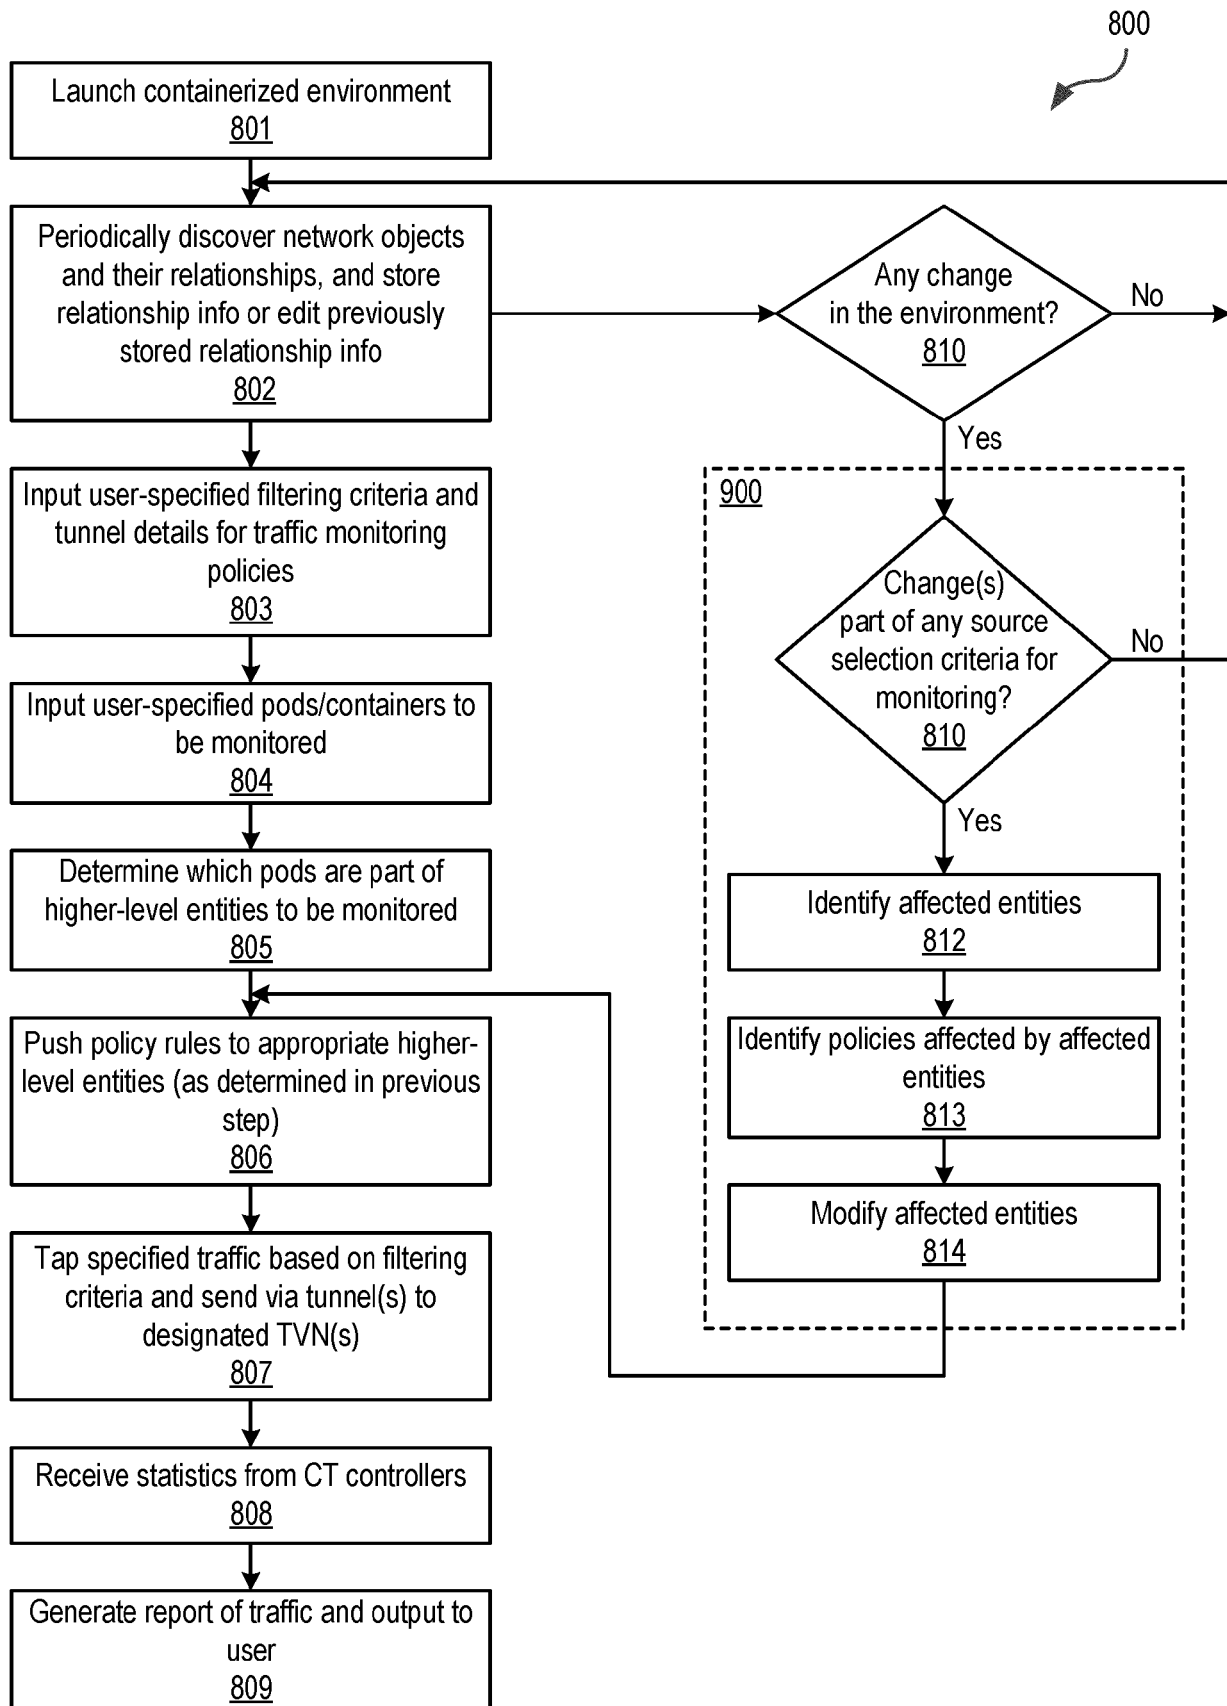 800
Launch containerized environment
801
Periodically discover network objects
and their relationships, and store
relationship info or edit previously
stored relationship info
802
Input user-specified filtering criteria and
tunnel details for traffic monitoring
policies
803
Input user-specified pods/containers to
be monitored
804
Determine which pods are part of
higher-level entities to be monitored
805
Push policy rules to appropriate higher-
level entities (as determined in previous
step)
806
Tap specified traffic based on filtering
criteria and send via tunnel(s) to
designated TVN(s)
807
Receive statistics from CT controllers
808
Generate report of traffic and output to
user
809
Any change
in the environment?
810
No
Yes
900
Change(s)
part of any source
selection criteria for
monitoring?
810
No
Yes
Identify affected entities
812
Identify policies affected by affected
entities
813
Modify affected entities
814